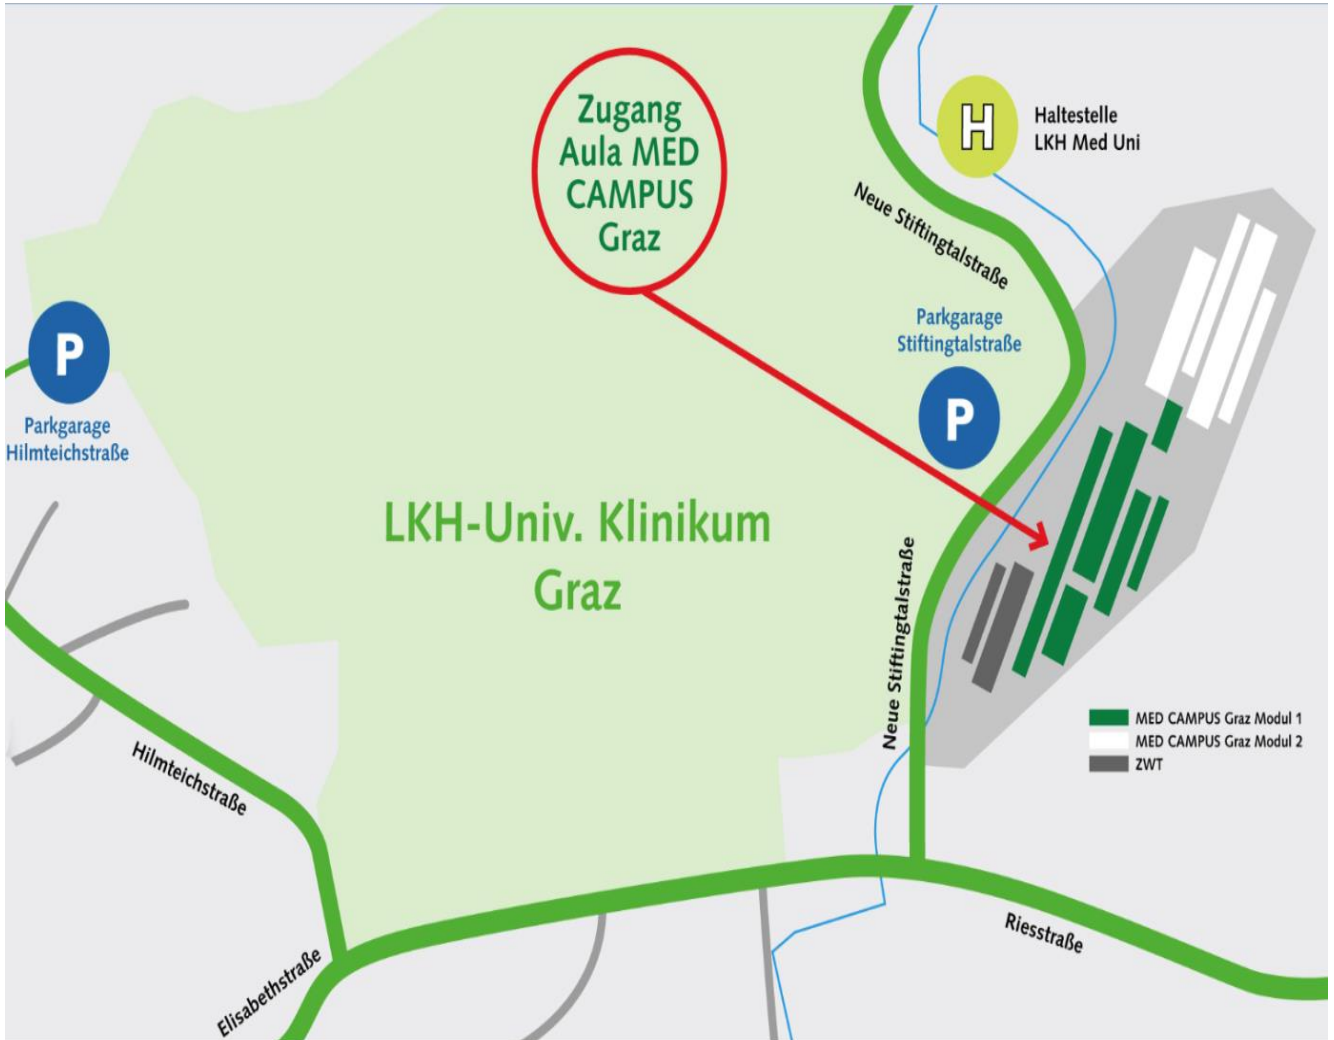 Zugang
Aula MED
CAMPUS
Graz
H
Haltestelle
LKH Med Uni
Neue Stiftingtalstraße
Parkgarage
Stiftingtalstraße
P
P
Parkgarage
Hilmteichstraße
LKH-Univ. Klinikum
Graz
Neue Stiftingtalstraße
MED CAMPUS Graz Modul 1
MED CAMPUS Graz Modul 2
ZWT
Hilmteichstraße
Elisabethstraße
Riesstraße